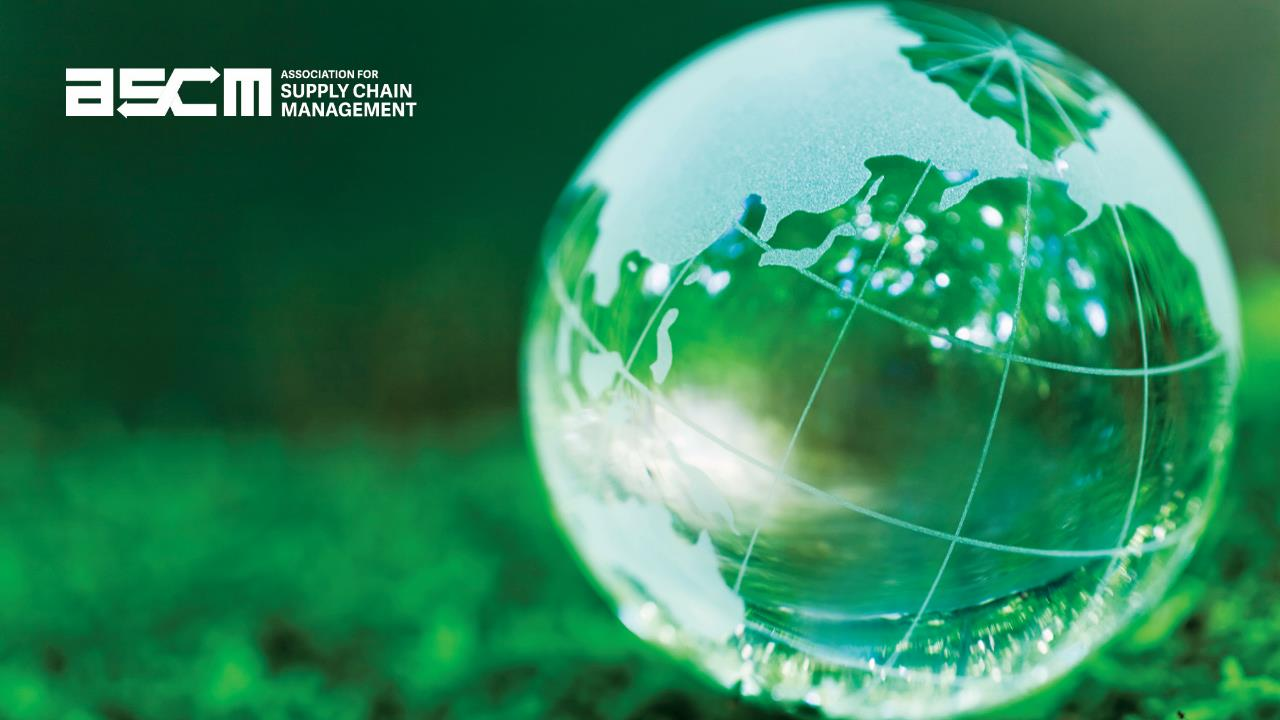 ascm
ASSOCIATION FOR
SUPPLY CHAIN
MANAGEMENT